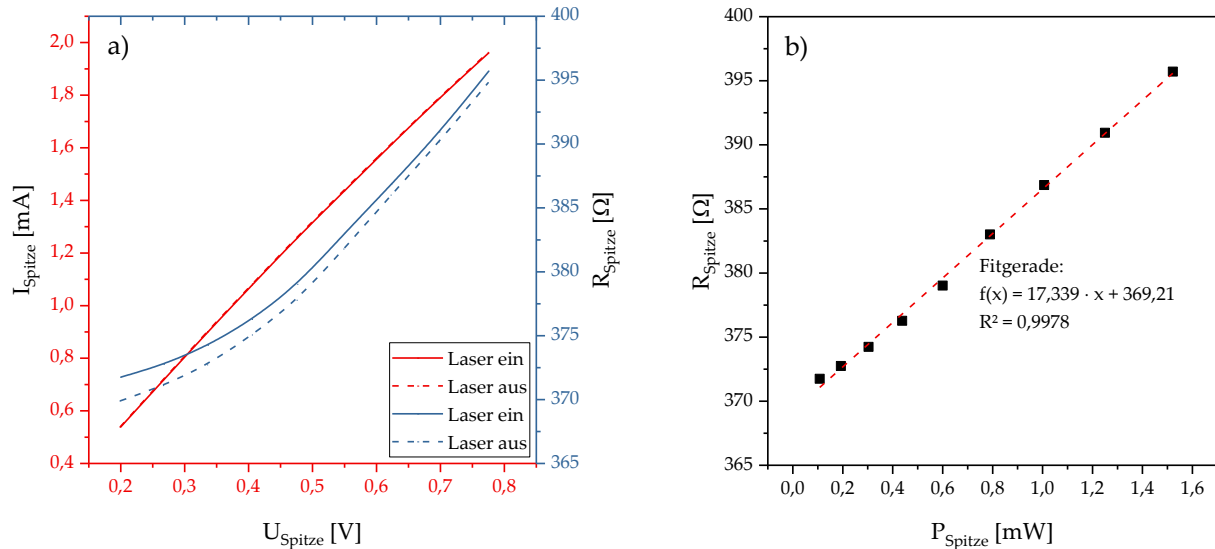 a)
I_Spitze [mA]
2,0
1,8
1,6
1,4
1,2
1,0
0,8
0,6
0,4
400
395
390
385
380
375
370
365
R_Spitze [Ω]
Laser ein
Laser aus
Laser ein
Laser aus
0,2 0,3 0,4 0,5 0,6 0,7 0,8
U_Spitze [V]
b)
R_Spitze [Ω]
400
395
390
385
380
375
370
365
Fitgerade:
f(x) = 17,339 · x + 369,21
R² = 0,9978
0,0 0,2 0,4 0,6 0,8 1,0 1,2 1,4 1,6
P_Spitze [mW]